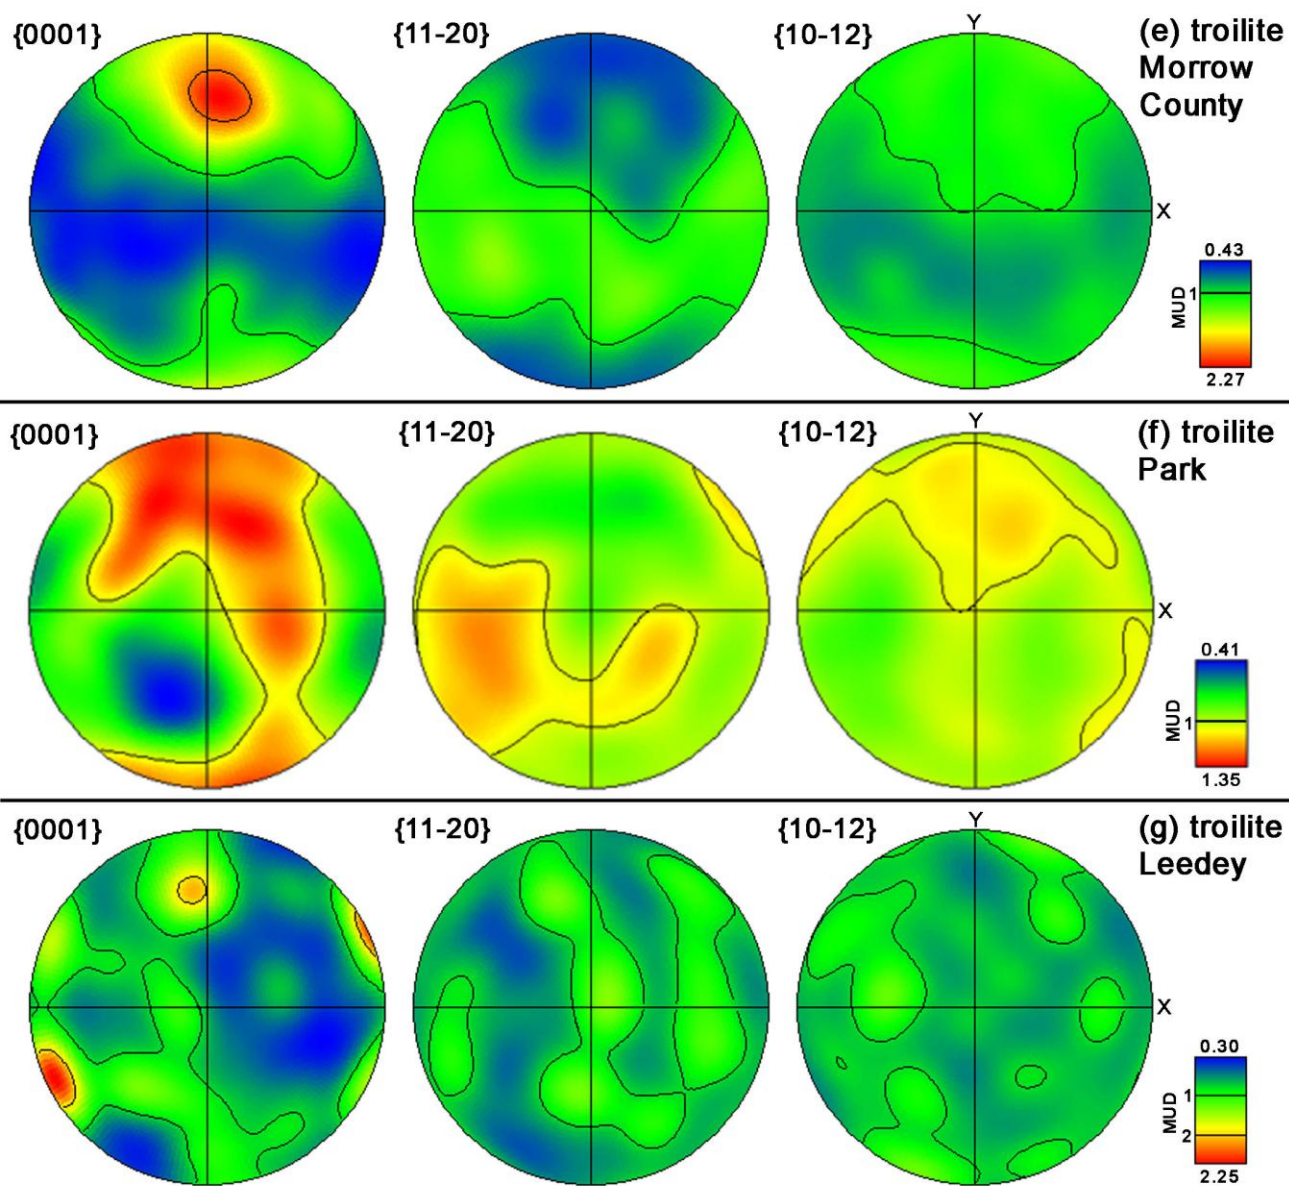 {0001}
{11-20}
{10-12}
Y
(e) troilite
Morrow
County
X
0.43
MUD
1
2.27
{0001}
{11-20}
{10-12}
Y
(f) troilite
Park
X
0.41
MUD
1
1.35
{0001}
{11-20}
{10-12}
Y
(g) troilite
Leedey
X
0.30
MUD
1
2
2.25